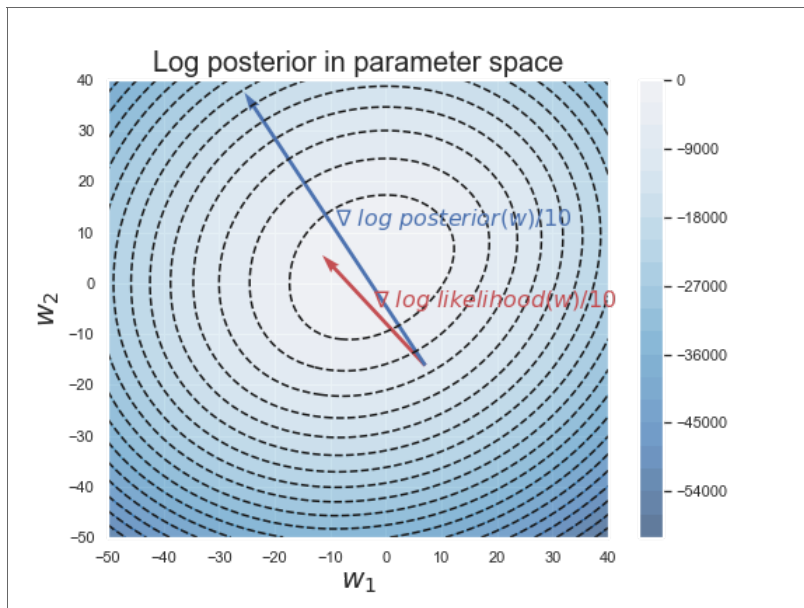 Log posterior in parameter space
40
30
20
10
0
−10
−20
−30
−40
−50
w2
∇ log posterior(w)/10
∇ log likelihood(w)/10
−50 −40 −30 −20 −10 0 10 20 30 40
w1
0
−9000
−18000
−27000
−36000
−45000
−54000